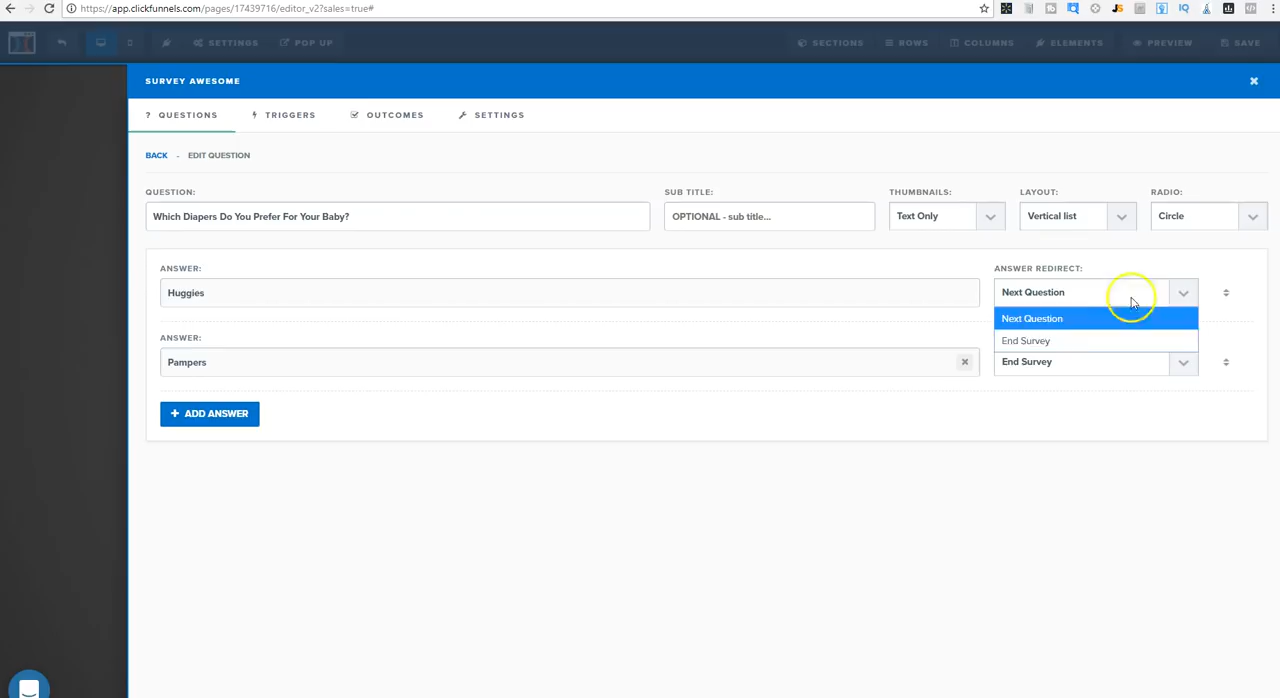 https://app.clickfunnels.com/pages/17439716/editor_v2?sales=true#
SETTINGS
POP UP
SECTIONS
ROWS
COLUMNS
ELEMENTS
PREVIEW
SAVE
SURVEY AWESOME
? QUESTIONS
TRIGGERS
OUTCOMES
SETTINGS
BACK - EDIT QUESTION
QUESTION:
SUB TITLE:
THUMBNAILS:
LAYOUT:
RADIO:
Which Diapers Do You Prefer For Your Baby?
OPTIONAL - sub title...
Text Only
Vertical list
Circle
ANSWER:
ANSWER REDIRECT:
Huggies
Next Question
Next Question
End Survey
ANSWER:
Pampers
End Survey
+ ADD ANSWER